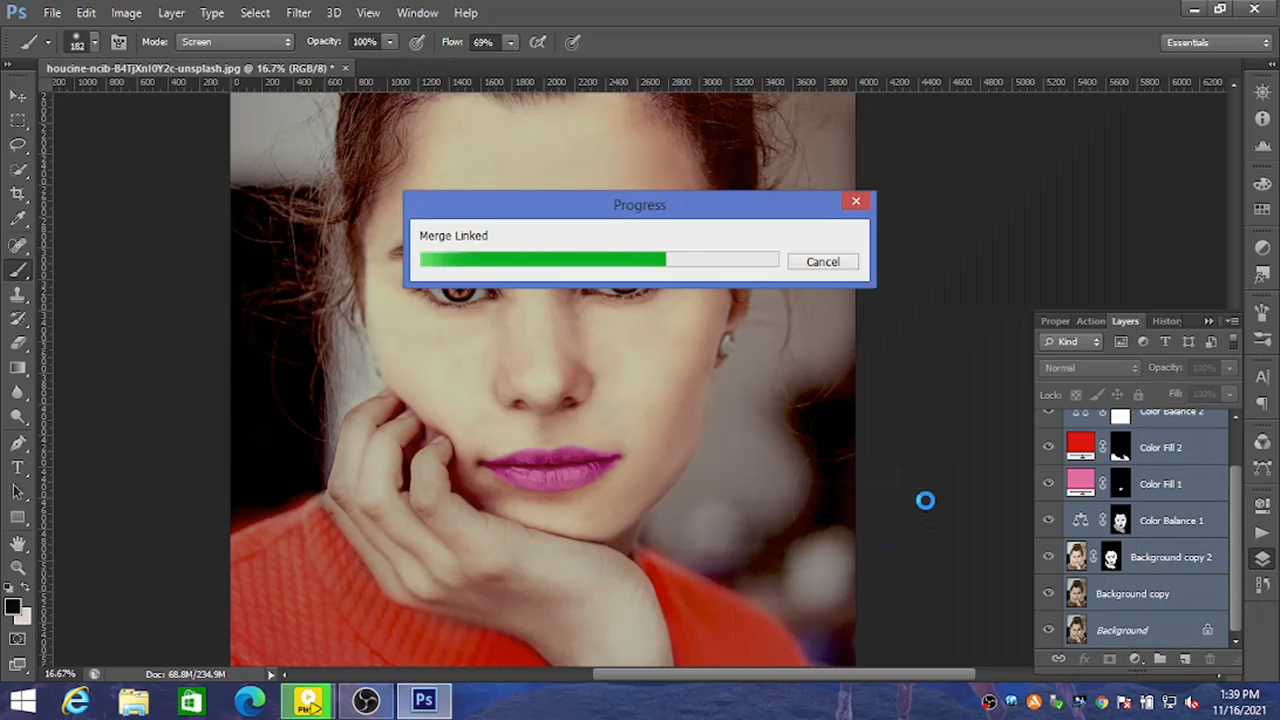 Ps File Edit Image Layer Type Select Filter 3D View Window Help
182 Mode: Screen Opacity: 100% Flow: 69% Essentials
houcine-ncib-B4TjXnI0Y2c-unsplash.jpg @ 16.7% (RGB/8) *
200 0 200 400 600 800 1000 1200 1400 1600 1800 2000 2200 2400 2600 2800 3000 3200 3400 3600 3800 4000 4200 4400 4600 4800 5000 5200 5400 5600 5800 6000 6200
Progress
Merge Linked
Cancel
Proper Action Layers Histor
Kind
Normal Opacity: 100%
Lock: Fill: 100%
Color Balance 2
Color Fill 2
Color Fill 1
Color Balance 1
Background copy 2
Background copy
Background
fx
16.67% Doc: 68.8M/234.9M
Ps
1:39 PM
11/16/2021